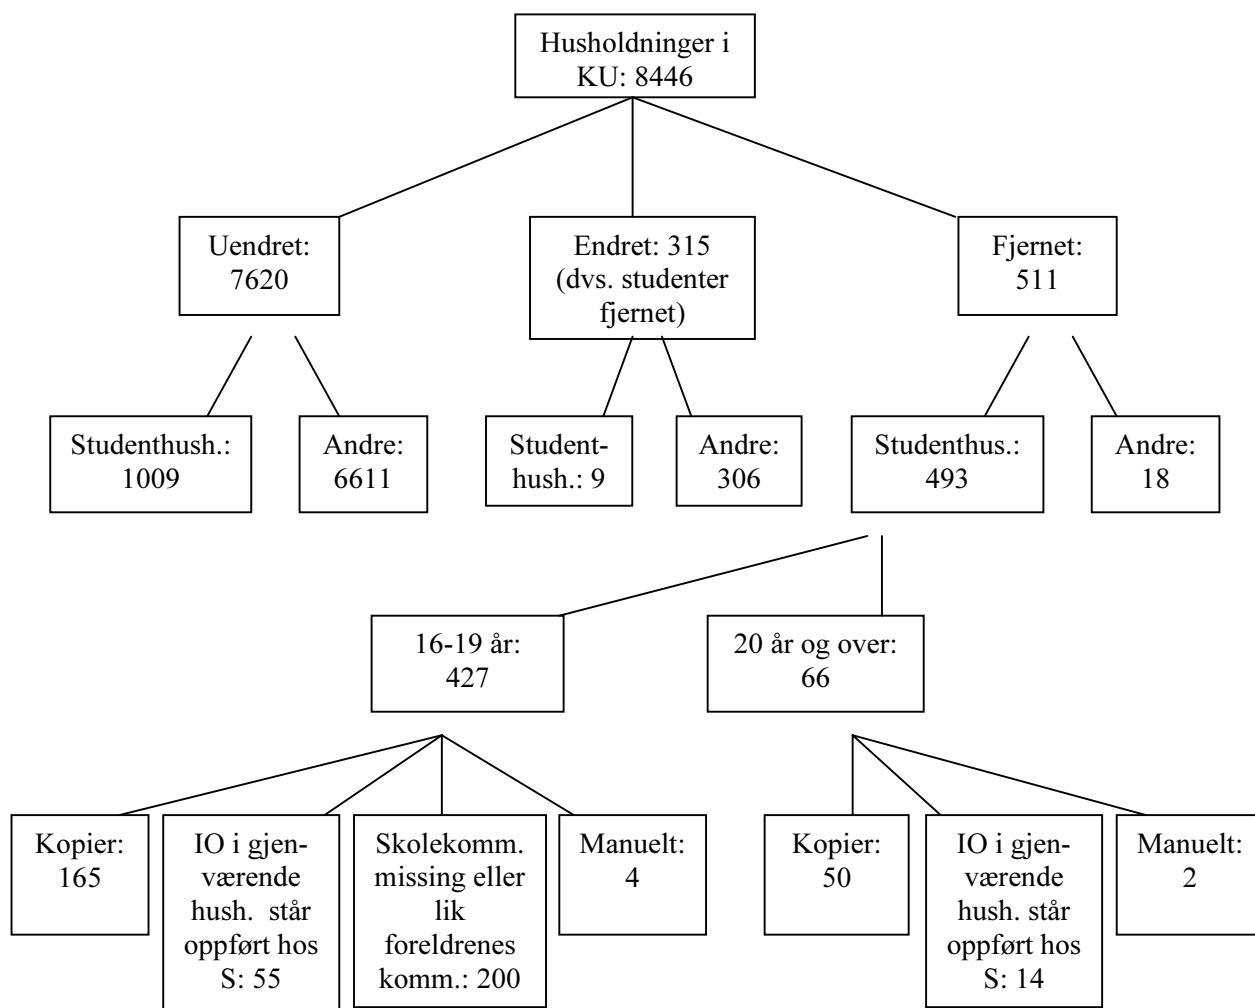 Husholdninger i
KU: 8446
Uendret:
7620
Endret: 315
(dvs. studenter
fjernet)
Fjernet:
511
Studenthush.:
1009
Andre:
6611
Student-
hush.: 9
Andre:
306
Studenthus.:
493
Andre:
18
16-19 år:
427
20 år og over:
66
Kopier:
165
IO i gjen-
værende
hush. står
oppført hos
S: 55
Skolekomm.
missing eller
lik
foreldrenes
komm.: 200
Manuelt:
4
Kopier:
50
IO i gjen-
værende
hush. står
oppført hos
S: 14
Manuelt:
2